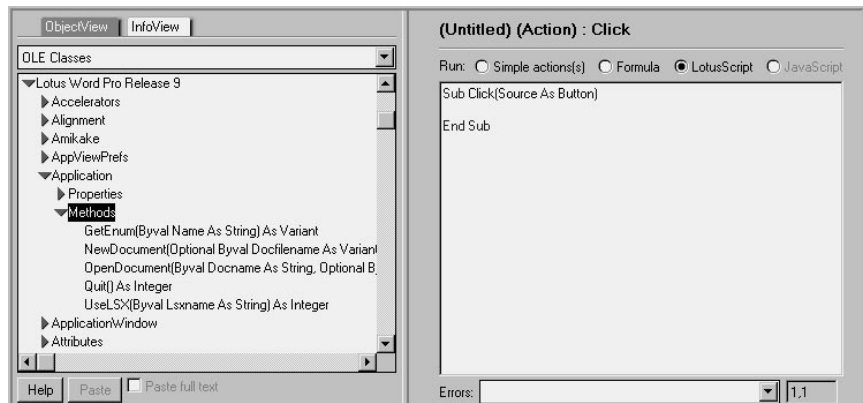 ObjectView InfoView
OLE Classes
Lotus Word Pro Release 9
Accelerators
Alignment
Amikake
AppViewPrefs
Application
Properties
Methods
GetEnum(Byval Name As String) As Variant
NewDocument(Optional Byval Docfilename As Variant
OpenDocument(Byval Docname As String, Optional B
Quit() As Integer
UseLSX(Byval Lsxname As String) As Integer
ApplicationWindow
Attributes
Help Paste Paste full text
(Untitled) (Action) : Click
Run: Simple actions(s) Formula LotusScript JavaScript
Sub Click(Source As Button)
End Sub
Errors: 1,1